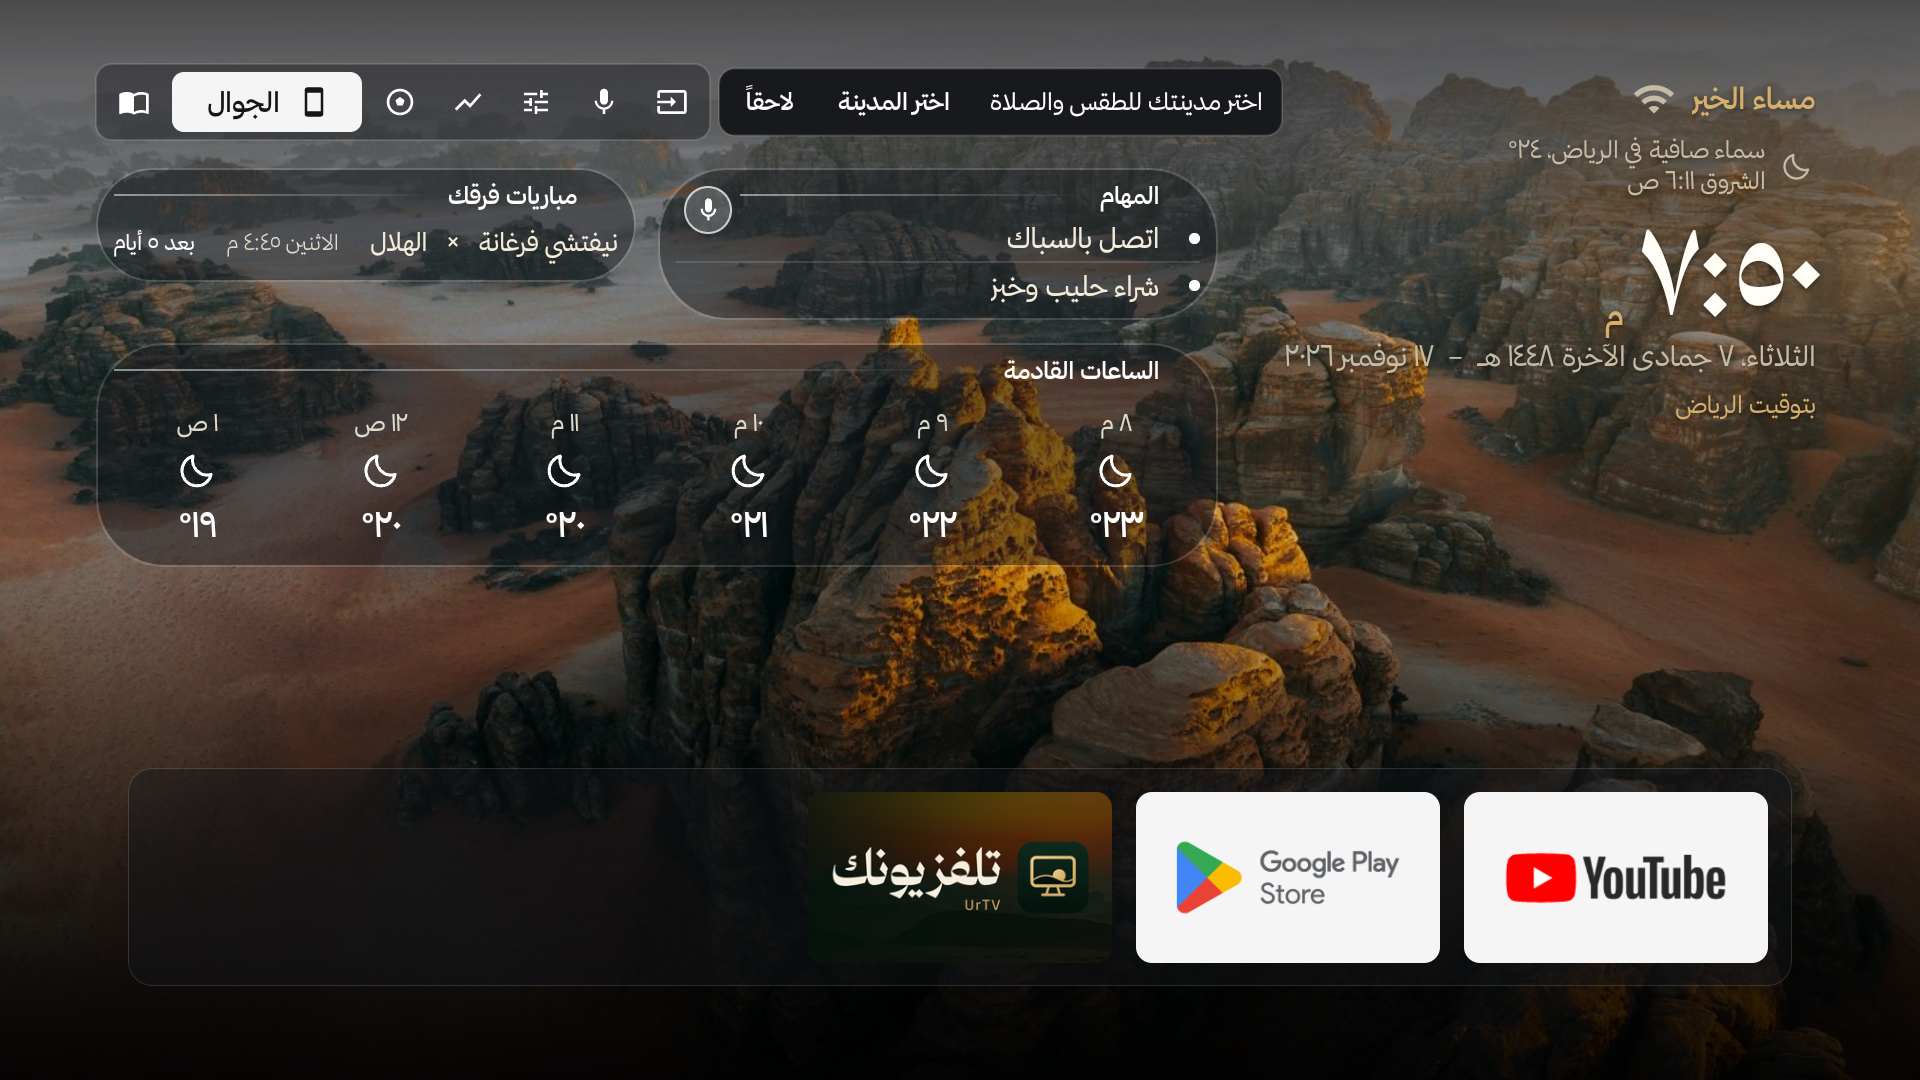 مساء الخير
سماء صافية في الرياض، ٢٤°
الشروق ٦:١١ ص
٧:٥٠ م
الثلاثاء، ٧ جمادى الآخرة ١٤٤٨ هـ – ١٧ نوفمبر ٢٠٢٦
بتوقيت الرياض
اختر مدينتك للطقس والصلاة اختر المدينة لاحقاً
الجوال
المهام
اتصل بالسباك
شراء حليب وخبز
مباريات فرقك
نيفتشي فرغانة × الهلال الاثنين ٤:٤٥ م بعد ٥ أيام
الساعات القادمة
٨ م ٩ م ١٠ م ١١ م ١٢ ص ١ ص
٢٣° ٢٢° ٢١° ٢٠° ٢٠° ١٩°
YouTube
Google Play
Store
تلفزيونك
UrTV